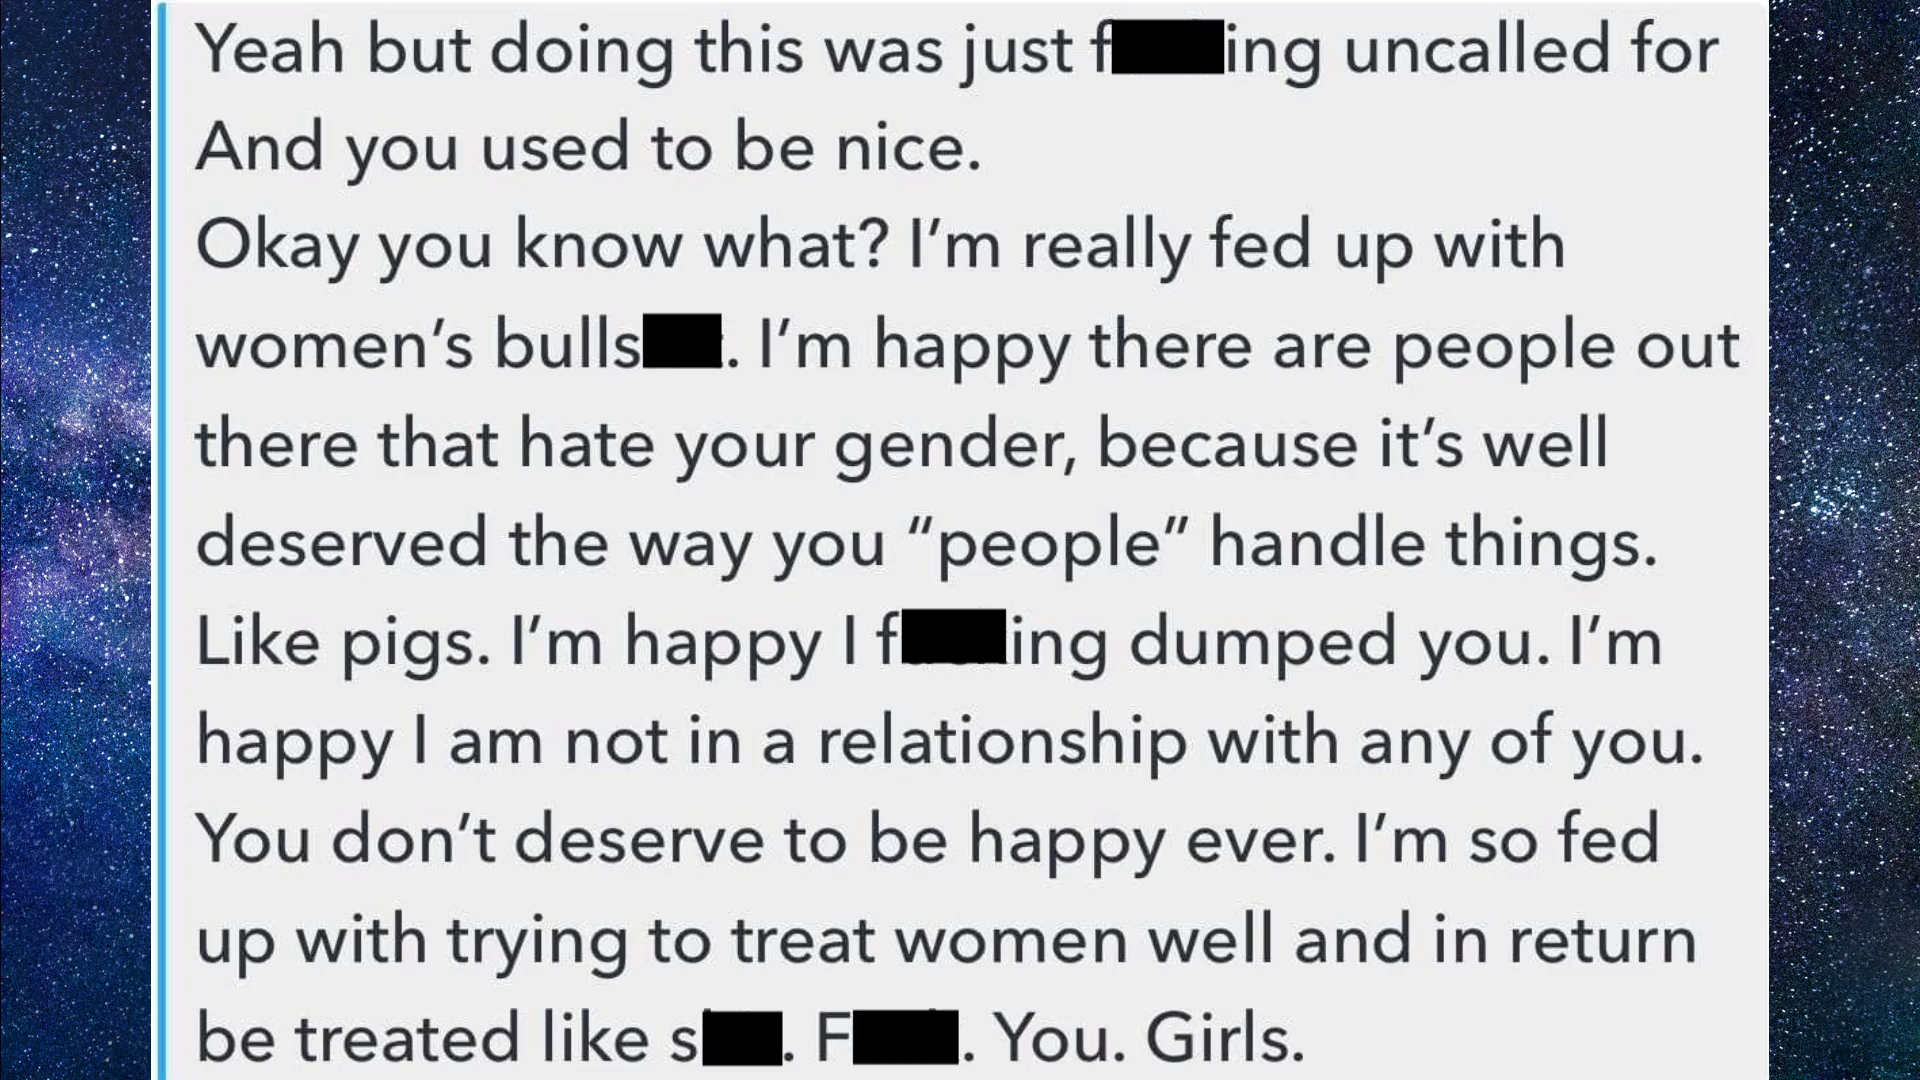 Yeah but doing this was just f ing uncalled for
And you used to be nice.
Okay you know what? I’m really fed up with
women’s bulls . I’m happy there are people out
there that hate your gender, because it’s well
deserved the way you “people” handle things.
Like pigs. I’m happy I f ing dumped you. I’m
happy I am not in a relationship with any of you.
You don’t deserve to be happy ever. I’m so fed
up with trying to treat women well and in return
be treated like s . F . You. Girls.